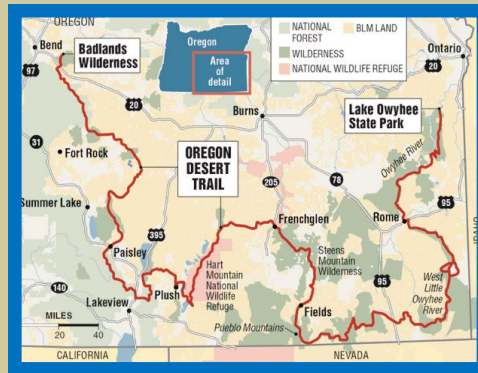 OREGON
Bend
Badlands
Wilderness
97
Oregon
Area
of
detail
NATIONAL
FOREST
BLM LAND
WILDERNESS
NATIONAL WILDLIFE REFUGE
Ontario
20
20
Burns
Lake Owyhee
State Park
31
Fort Rock
OREGON
DESERT
TRAIL
Owyhee River
78
Summer Lake
205
95
Frenchglen
Rome
395
Paisley
Steens
Mountain
Wilderness
Hart
Mountain
National
Wildlife
Refuge
95
West
Little
Owyhee
River
140
Plush
Lakeview
Fields
MILES
20 40
Pueblo Mountains
CALIFORNIA
NEVADA
IDAHO